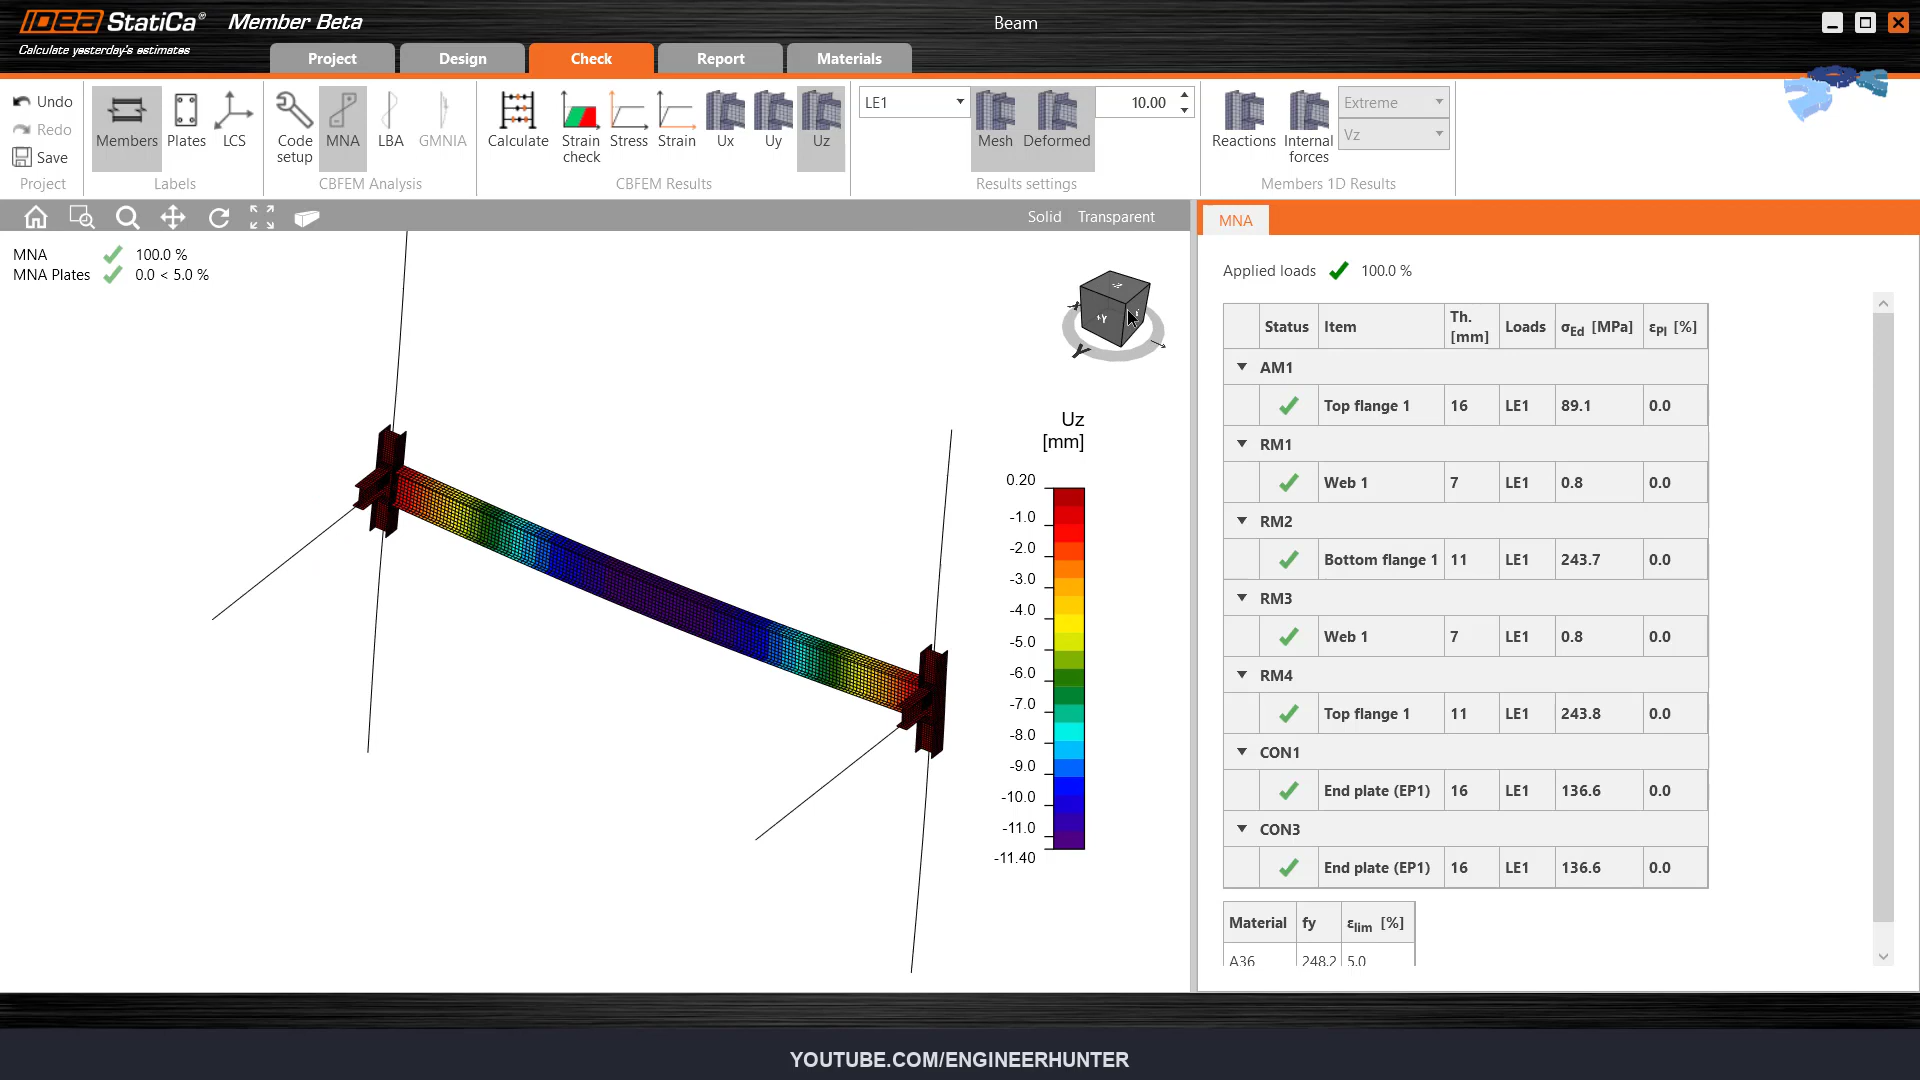 IDEA StatiCa® Member Beta
Calculate yesterday's estimates
Beam
Project Design Check Report Materials
Undo
Redo
Save
Project
Members Plates LCS
Labels
Code setup MNA LBA GMNIA
CBFEM Analysis
Calculate Strain check Stress Strain Ux Uy Uz
CBFEM Results
LE1 Mesh Deformed 10.00
Results settings
Reactions Internal forces Extreme Vz
Members 1D Results
Solid Transparent
MNA 100.0 %
MNA Plates 0.0 < 5.0 %
+Y
Y
Uz
[mm]
0.20
-1.0
-2.0
-3.0
-4.0
-5.0
-6.0
-7.0
-8.0
-9.0
-10.0
-11.0
-11.40
MNA
Applied loads 100.0 %
Status Item Th. [mm] Loads σEd [MPa] εPl [%]
AM1
Top flange 1 16 LE1 89.1 0.0
RM1
Web 1 7 LE1 0.8 0.0
RM2
Bottom flange 1 11 LE1 243.7 0.0
RM3
Web 1 7 LE1 0.8 0.0
RM4
Top flange 1 11 LE1 243.8 0.0
CON1
End plate (EP1) 16 LE1 136.6 0.0
CON3
End plate (EP1) 16 LE1 136.6 0.0
Material fy εlim [%]
A36 248.2 5.0
YOUTUBE.COM/ENGINEERHUNTER